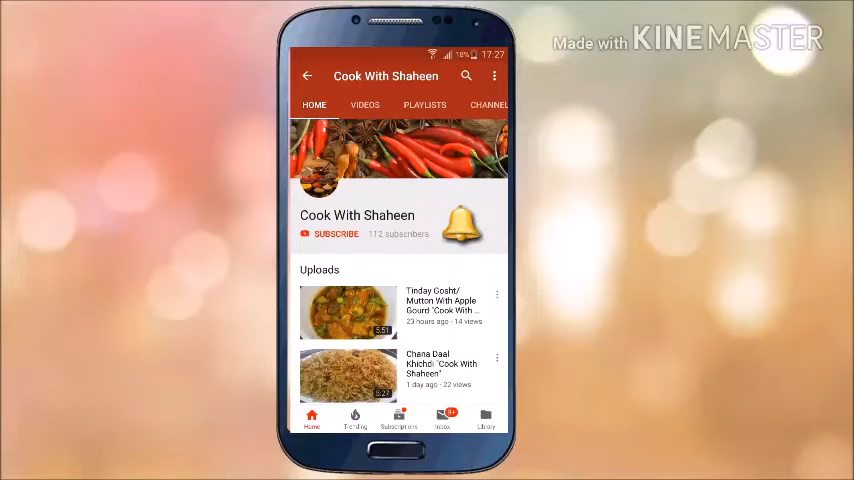 Made with KINEMASTER
18% 17:27
Cook With Shaheen
HOME VIDEOS PLAYLISTS CHANNEL
Cook With Shaheen
SUBSCRIBE 112 subscribers
Uploads
Tinday Gosht/
Mutton With Apple
Gourd "Cook With ...
23 hours ago · 14 views
5:51
Chana Daal
Khichdi "Cook With
Shaheen"
1 day ago · 22 views
5:27
9+
Home Trending Subscriptions Inbox Library